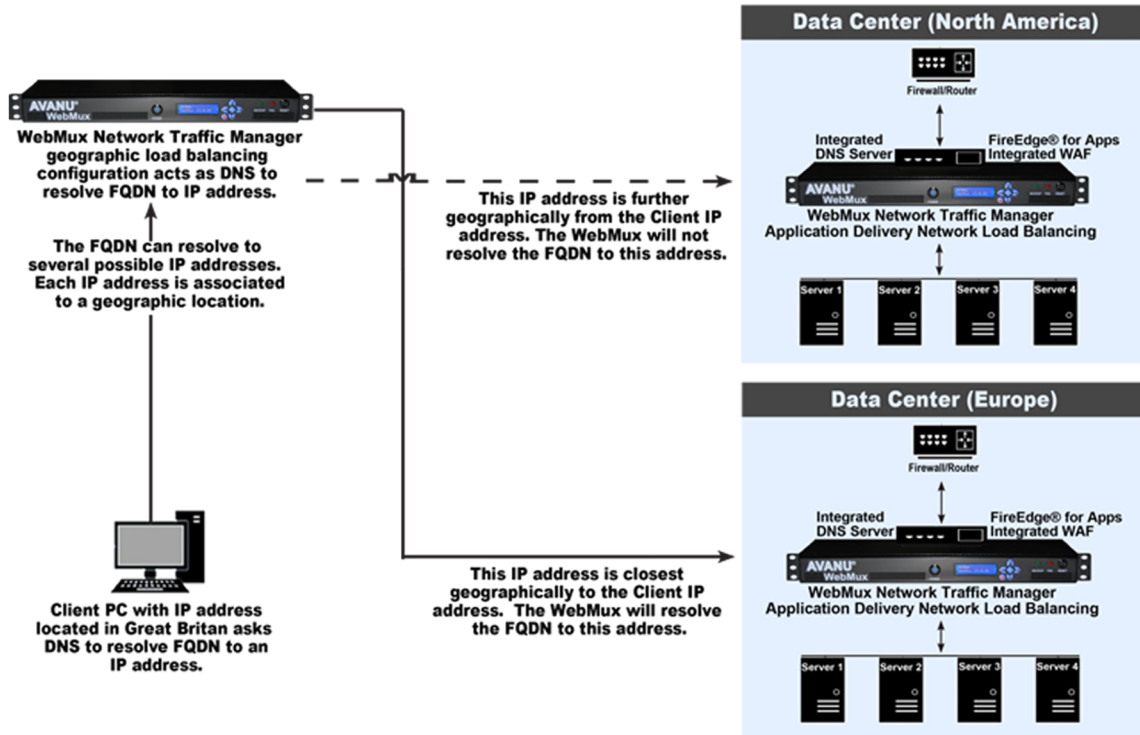 AVANU®
WebMux
WebMux Network Traffic Manager
geographic load balancing
configuration acts as DNS to
resolve FQDN to IP address.
The FQDN can resolve to
several possible IP addresses.
Each IP address is associated
to a geographic location.
Client PC with IP address
located in Great Britan asks
DNS to resolve FQDN to an
IP address.
This IP address is further
geographically from the Client IP
address. The WebMux will not
resolve the FQDN to this address.
This IP address is closest
geographically to the Client IP
address. The WebMux will resolve
the FQDN to this address.
Data Center (North America)
Firewall/Router
Integrated
DNS Server
FireEdge® for Apps
Integrated WAF
AVANU®
WebMux
WebMux Network Traffic Manager
Application Delivery Network Load Balancing
Server 1 Server 2 Server 3 Server 4
Data Center (Europe)
Firewall/Router
Integrated
DNS Server
FireEdge® for Apps
Integrated WAF
AVANU®
WebMux
WebMux Network Traffic Manager
Application Delivery Network Load Balancing
Server 1 Server 2 Server 3 Server 4